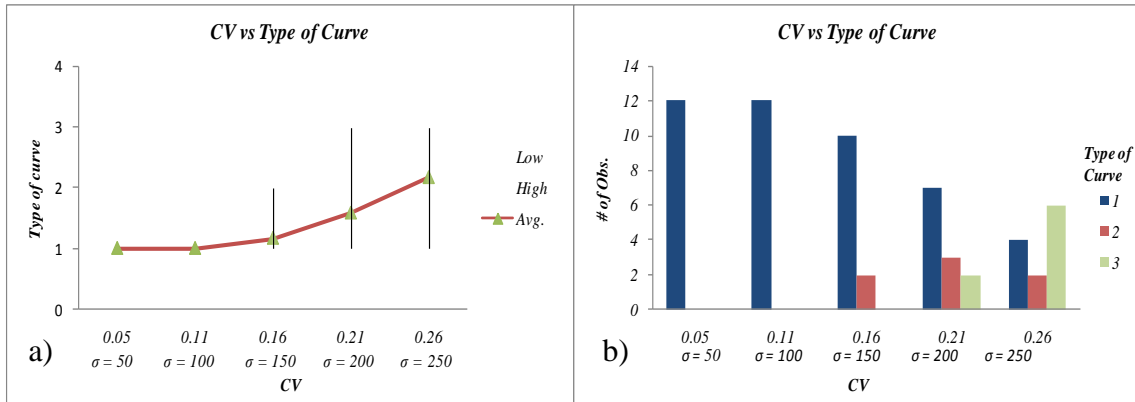 CV vs Type of Curve
4
3
2
1
0
Type of curve
0.05 0.11 0.16 0.21 0.26
σ = 50 σ = 100 σ = 150 σ = 200 σ = 250
CV
Low
High
Avg.
a)
CV vs Type of Curve
14
12
10
8
6
4
2
0
# of Obs.
0.05 0.11 0.16 0.21 0.26
σ = 50 σ = 100 σ = 150 σ = 200 σ = 250
CV
Type of
Curve
1
2
3
b)